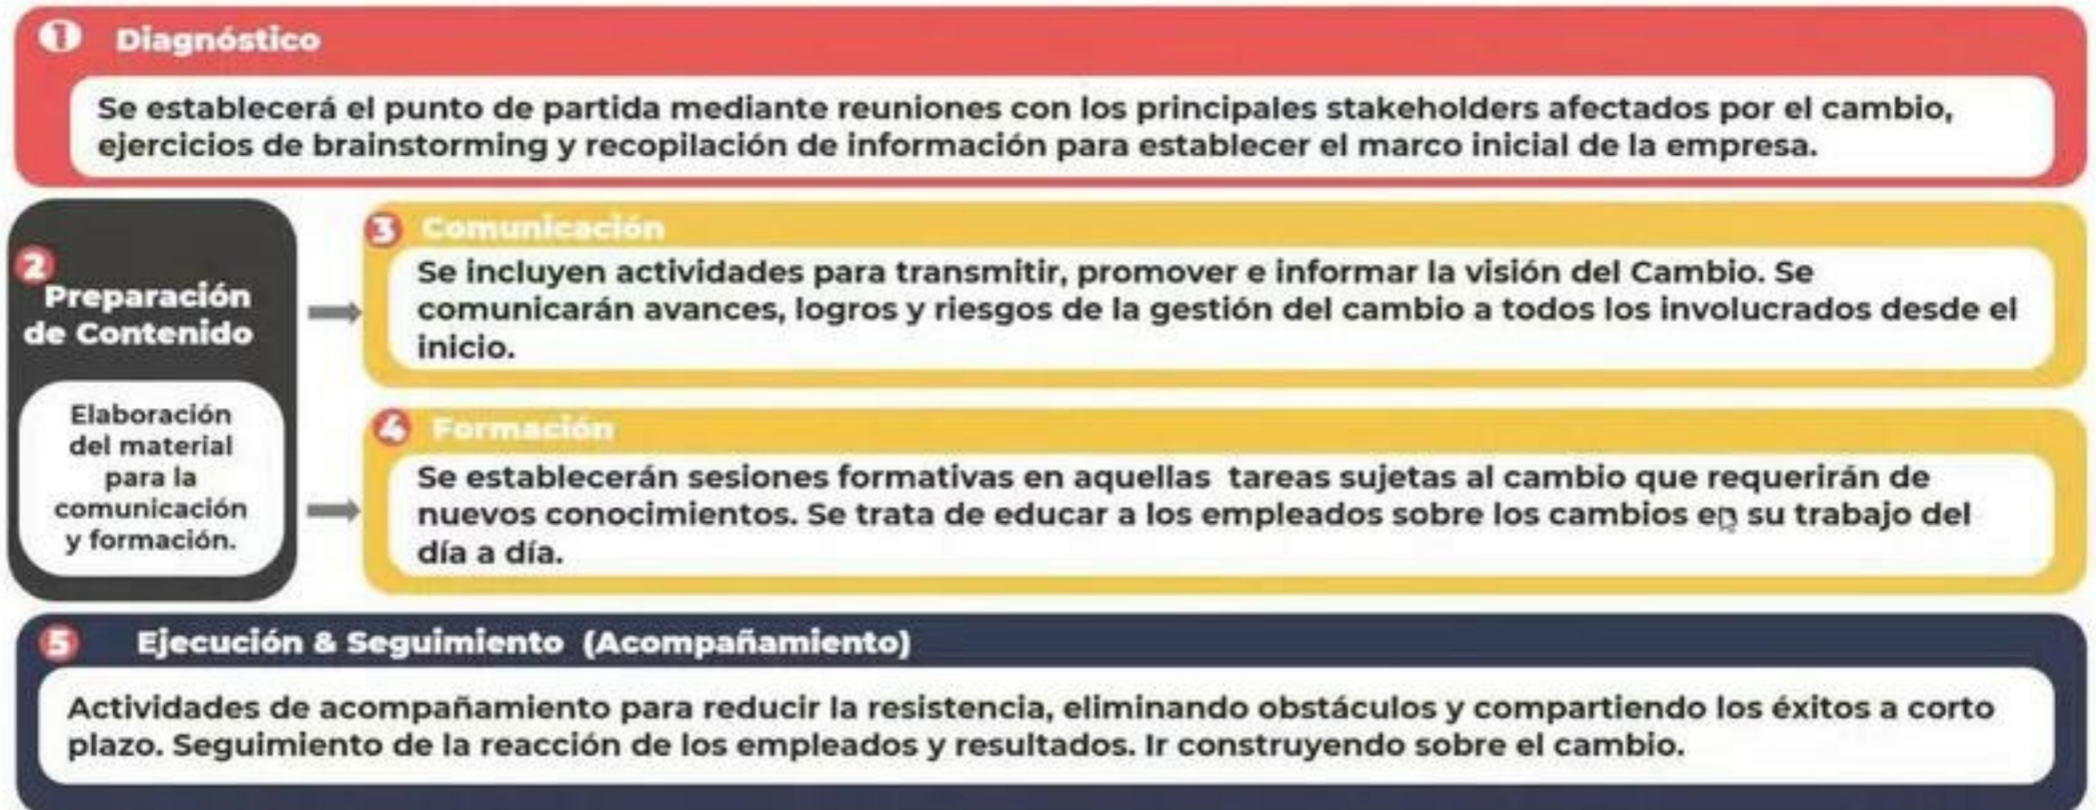 1 Diagnóstico
Se establecerá el punto de partida mediante reuniones con los principales stakeholders afectados por el cambio,
ejercicios de brainstorming y recopilación de información para establecer el marco inicial de la empresa.
2
Preparación
de Contenido
Elaboración
del material
para la
comunicación
y formación.
3 Comunicación
Se incluyen actividades para transmitir, promover e informar la visión del Cambio. Se
comunicarán avances, logros y riesgos de la gestión del cambio a todos los involucrados desde el
inicio.
4 Formación
Se establecerán sesiones formativas en aquellas tareas sujetas al cambio que requerirán de
nuevos conocimientos. Se trata de educar a los empleados sobre los cambios en su trabajo del
día a día.
5 Ejecución & Seguimiento (Acompañamiento)
Actividades de acompañamiento para reducir la resistencia, eliminando obstáculos y compartiendo los éxitos a corto
plazo. Seguimiento de la reacción de los empleados y resultados. Ir construyendo sobre el cambio.